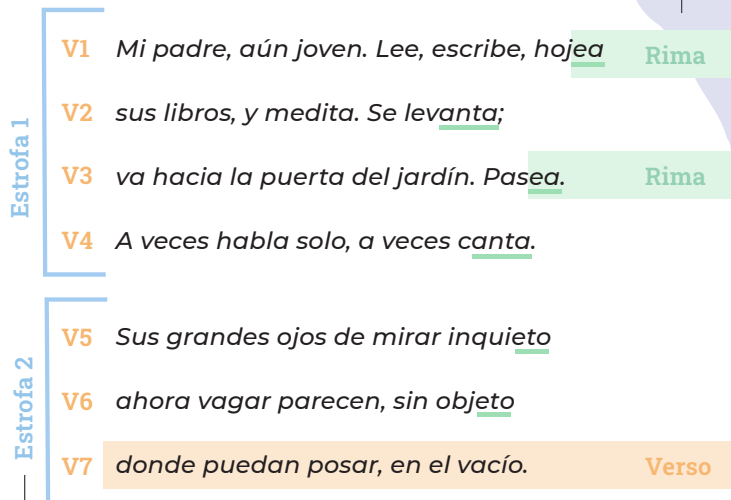 Estrofa 1
V1 Mi padre, aún joven. Lee, escribe, hojea Rima
V2 sus libros, y medita. Se levanta;
V3 va hacia la puerta del jardín. Pasea. Rima
V4 A veces habla solo, a veces canta.
Estrofa 2
V5 Sus grandes ojos de mirar inquieto
V6 ahora vagar parecen, sin objeto
V7 donde puedan posar, en el vacío. Verso